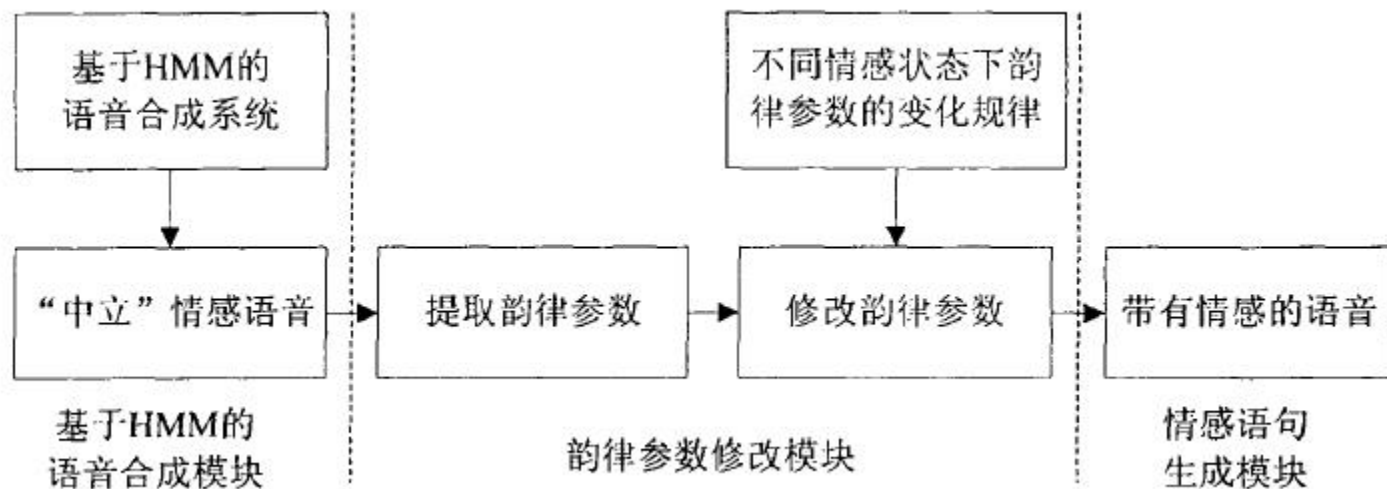 基于HMM的
语音合成系统
不同情感状态下韵
律参数的变化规律
“中立”情感语音
提取韵律参数
修改韵律参数
带有情感的语音
基于HMM的
语音合成模块
韵律参数修改模块
情感语句
生成模块